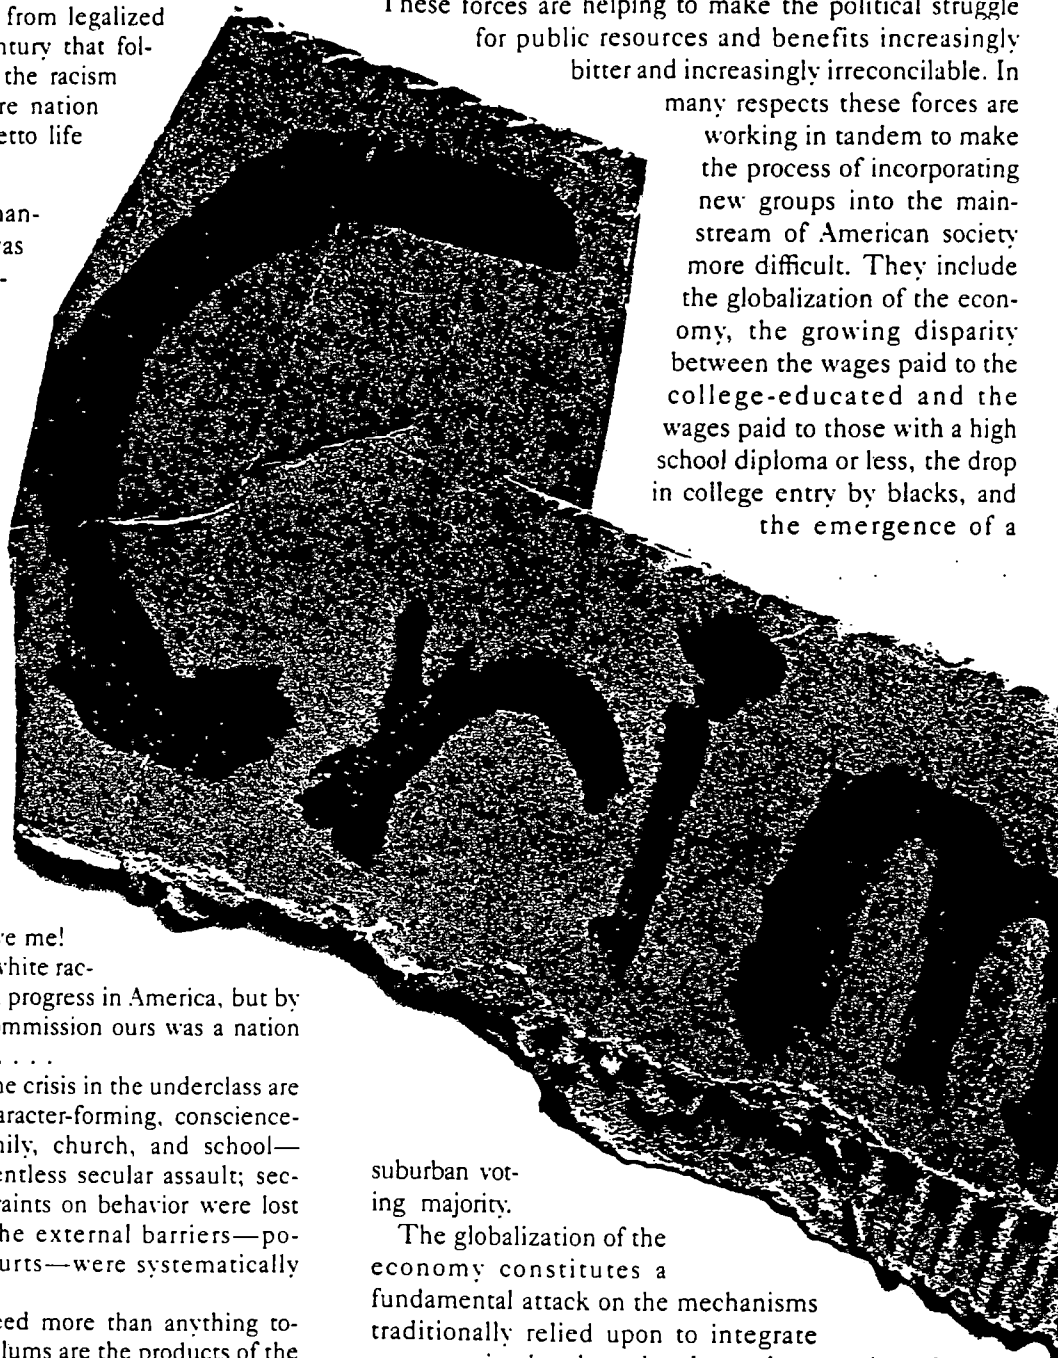 from legalized
ntury that fol-
the racism
re nation
etto life
nan-
as
-
e me!
white rac-
progress in America, but by
mmission ours was a nation
. . . .
ne crisis in the underclass are
aracter-forming, conscience-
nily, church, and school—
entless secular assault; sec-
raints on behavior were lost
he external barriers—po-
urts—were systematically
eed more than anything to-
lums are the products of the
These forces are helping to make the political struggle
for public resources and benefits increasingly
bitter and increasingly irreconcilable. In
many respects these forces are
working in tandem to make
the process of incorporating
new groups into the main-
stream of American society
more difficult. They include
the globalization of the econ-
omy, the growing disparity
between the wages paid to the
college-educated and the
wages paid to those with a high
school diploma or less, the drop
in college entry by blacks, and
the emergence of a
suburban vot-
ing majority.
The globalization of the
economy constitutes a
fundamental attack on the mechanisms
traditionally relied upon to integrate
Crim